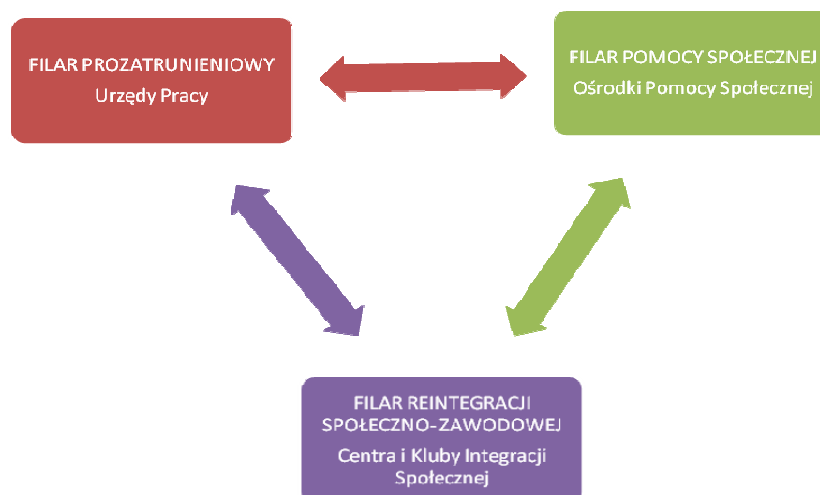 FILAR PROZATRUNIENIOWY
Urzędy Pracy
FILAR POMOCY SPOŁECZNEJ
Ośrodki Pomocy Społecznej
FILAR REINTEGRACJI
SPOŁECZNO-ZAWODOWEJ
Centra i Kluby Integracji
Społecznej